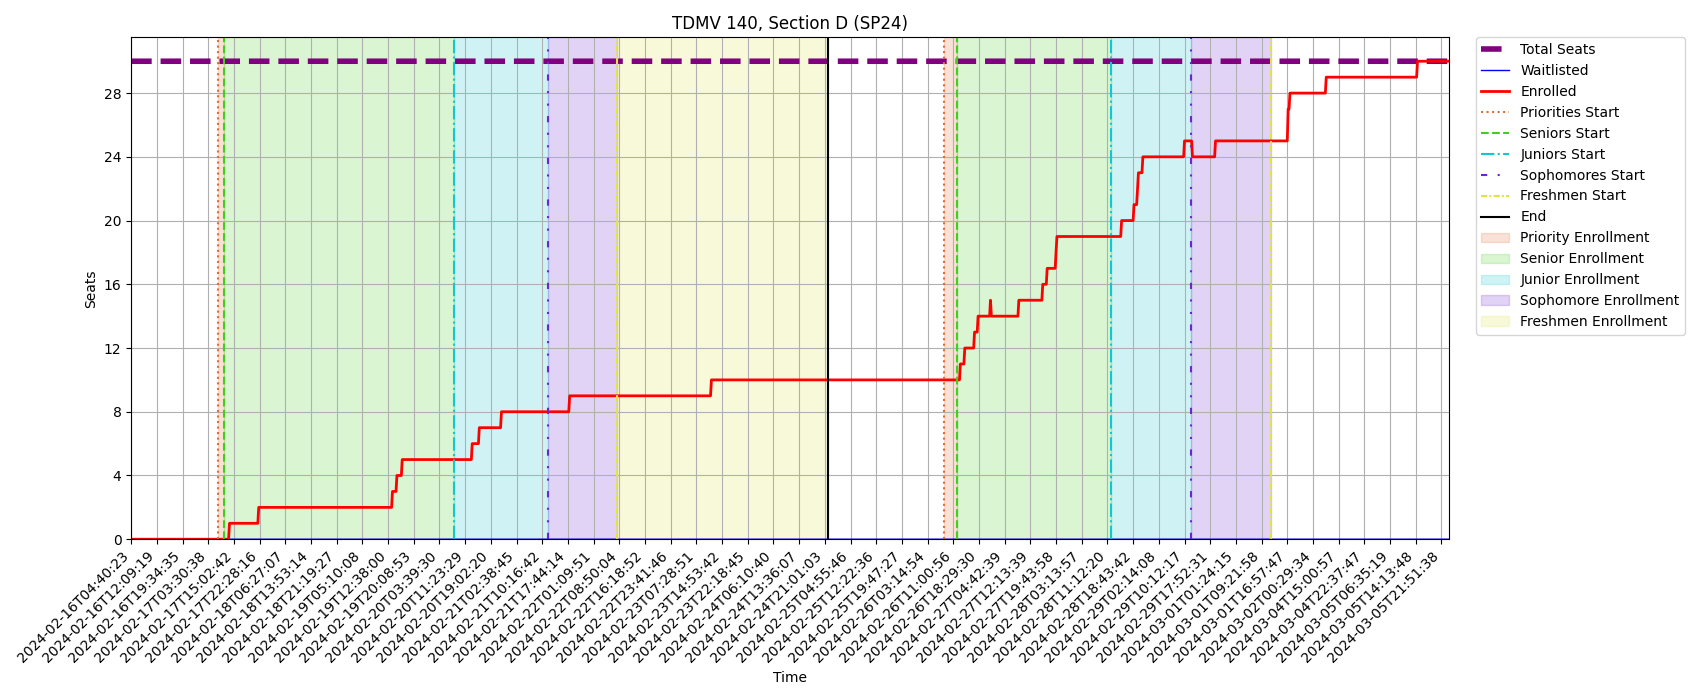 TDMV 140, Section D (SP24)
Total Seats
Waitlisted
Enrolled
Priorities Start
Seniors Start
Juniors Start
Sophomores Start
Freshmen Start
End
Priority Enrollment
Senior Enrollment
Junior Enrollment
Sophomore Enrollment
Freshmen Enrollment
Seats
28
24
20
16
12
8
4
0
2024-02-16T04:40:23
2024-02-16T12:09:19
2024-02-16T19:34:35
2024-02-17T03:30:38
2024-02-17T15:02:42
2024-02-17T22:28:16
2024-02-18T06:27:07
2024-02-18T13:53:14
2024-02-18T21:19:27
2024-02-19T05:10:08
2024-02-19T12:38:00
2024-02-19T20:08:53
2024-02-20T03:39:30
2024-02-20T11:23:29
2024-02-20T19:02:20
2024-02-21T02:38:45
2024-02-21T10:16:42
2024-02-21T17:44:14
2024-02-22T01:09:51
2024-02-22T08:50:04
2024-02-22T16:18:52
2024-02-22T23:41:46
2024-02-23T07:28:51
2024-02-23T14:53:42
2024-02-23T22:18:45
2024-02-24T06:10:40
2024-02-24T13:36:07
2024-02-24T21:01:03
2024-02-25T04:55:46
2024-02-25T12:22:36
2024-02-25T19:47:27
2024-02-26T03:14:54
2024-02-26T11:00:56
2024-02-26T18:29:30
2024-02-27T04:42:39
2024-02-27T12:13:39
2024-02-27T19:43:58
2024-02-28T03:13:57
2024-02-28T11:12:20
2024-02-28T18:43:42
2024-02-29T02:14:08
2024-02-29T10:12:17
2024-02-29T17:52:31
2024-03-01T01:24:15
2024-03-01T09:21:58
2024-03-01T16:57:47
2024-03-02T00:29:34
2024-03-04T15:00:57
2024-03-04T22:37:47
2024-03-05T06:35:19
2024-03-05T14:13:48
2024-03-05T21:51:38
Time